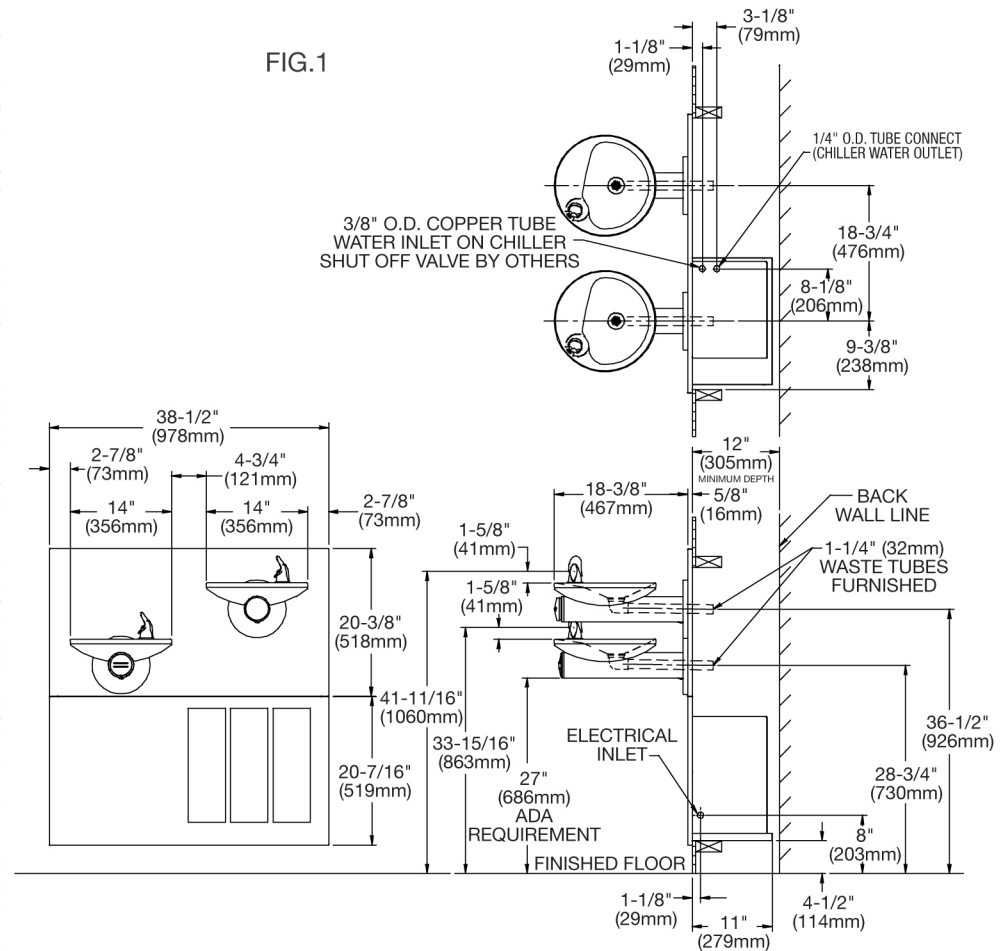 FIG.1
3-1/8"
(79mm)
1-1/8"
(29mm)
1/4" O.D. TUBE CONNECT
(CHILLER WATER OUTLET)
3/8" O.D. COPPER TUBE
WATER INLET ON CHILLER
SHUT OFF VALVE BY OTHERS
18-3/4"
(476mm)
8-1/8"
(206mm)
9-3/8"
(238mm)
38-1/2"
(978mm)
2-7/8"
(73mm)
4-3/4"
(121mm)
14"
(356mm)
14"
(356mm)
2-7/8"
(73mm)
20-3/8"
(518mm)
20-7/16"
(519mm)
12"
(305mm)
MINIMUM DEPTH
18-3/8"
(467mm)
5/8"
(16mm)
BACK
WALL LINE
1-5/8"
(41mm)
1-5/8"
(41mm)
1-1/4" (32mm)
WASTE TUBES
FURNISHED
41-11/16"
(1060mm)
33-15/16"
(863mm)
27"
(686mm)
ADA
REQUIREMENT
ELECTRICAL
INLET
36-1/2"
(926mm)
28-3/4"
(730mm)
8"
(203mm)
FINISHED FLOOR
1-1/8"
(29mm)
11"
(279mm)
4-1/2"
(114mm)